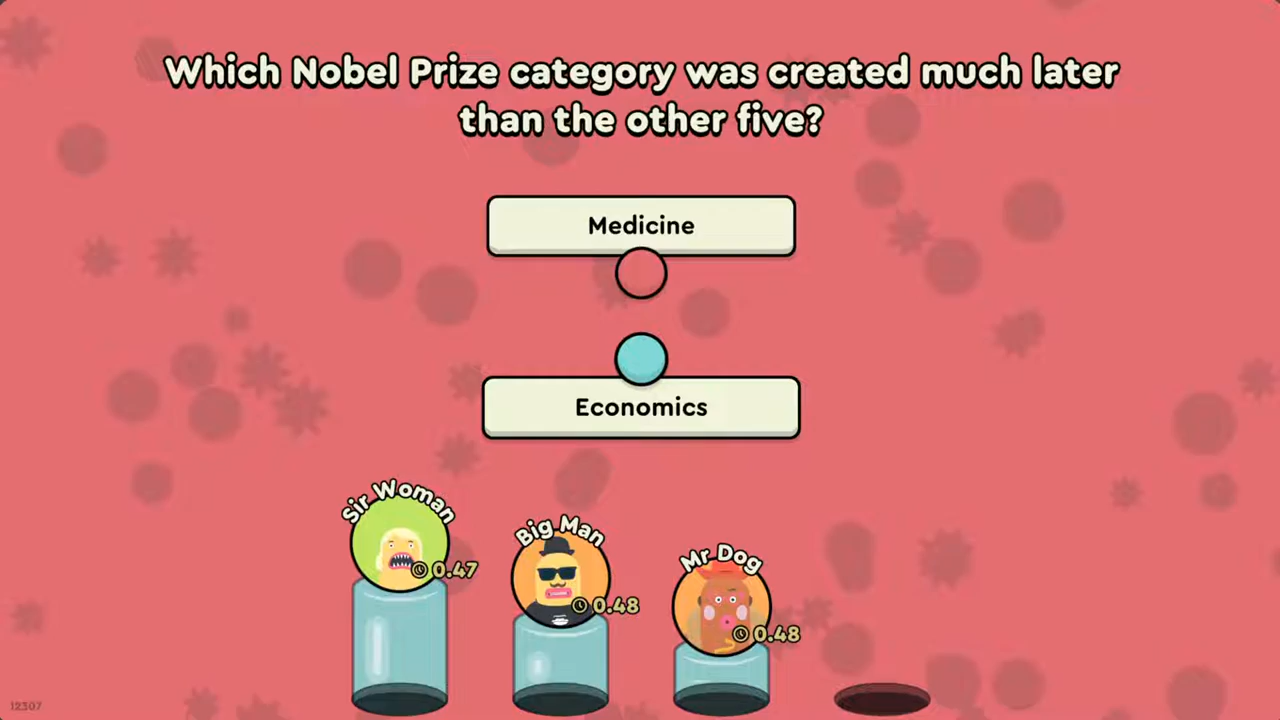 Which Nobel Prize category was created much later
than the other five?
Medicine
Economics
Sir Woman
0.47
Big Man
0.48
Mr Dog
0.48
12307